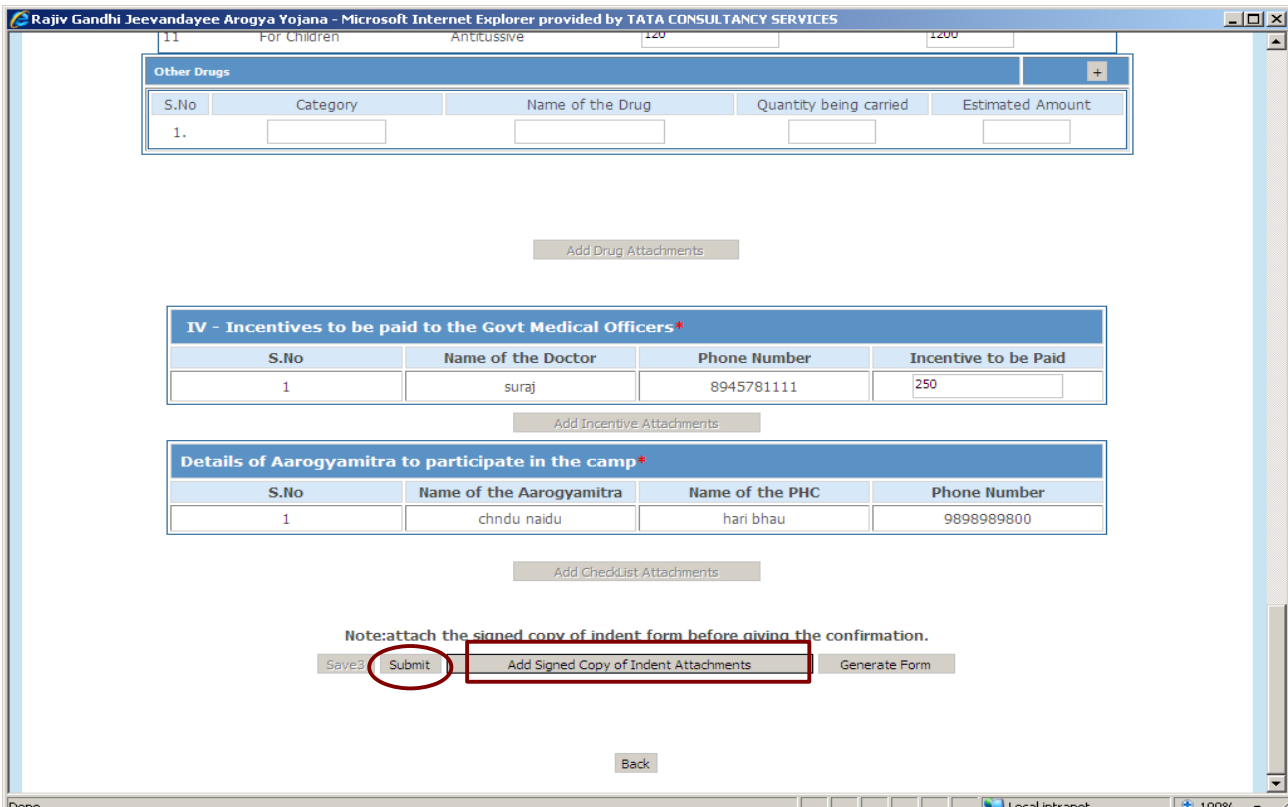 Rajiv Gandhi Jeevandayee Arogya Yojana - Microsoft Internet Explorer provided by TATA CONSULTANCY SERVICES
11 For Children Antitussive 120 1200
Other Drugs +
S.No Category Name of the Drug Quantity being carried Estimated Amount
1.
Add Drug Attachments
IV - Incentives to be paid to the Govt Medical Officers*
S.No Name of the Doctor Phone Number Incentive to be Paid
1 suraj 8945781111 250
Add Incentive Attachments
Details of Aarogyamitra to participate in the camp*
S.No Name of the Aarogyamitra Name of the PHC Phone Number
1 chndu naidu hari bhau 9898989800
Add CheckList Attachments
Note:attach the signed copy of indent form before giving the confirmation.
Save3 Submit Add Signed Copy of Indent Attachments Generate Form
Back
Done Local intranet 100%